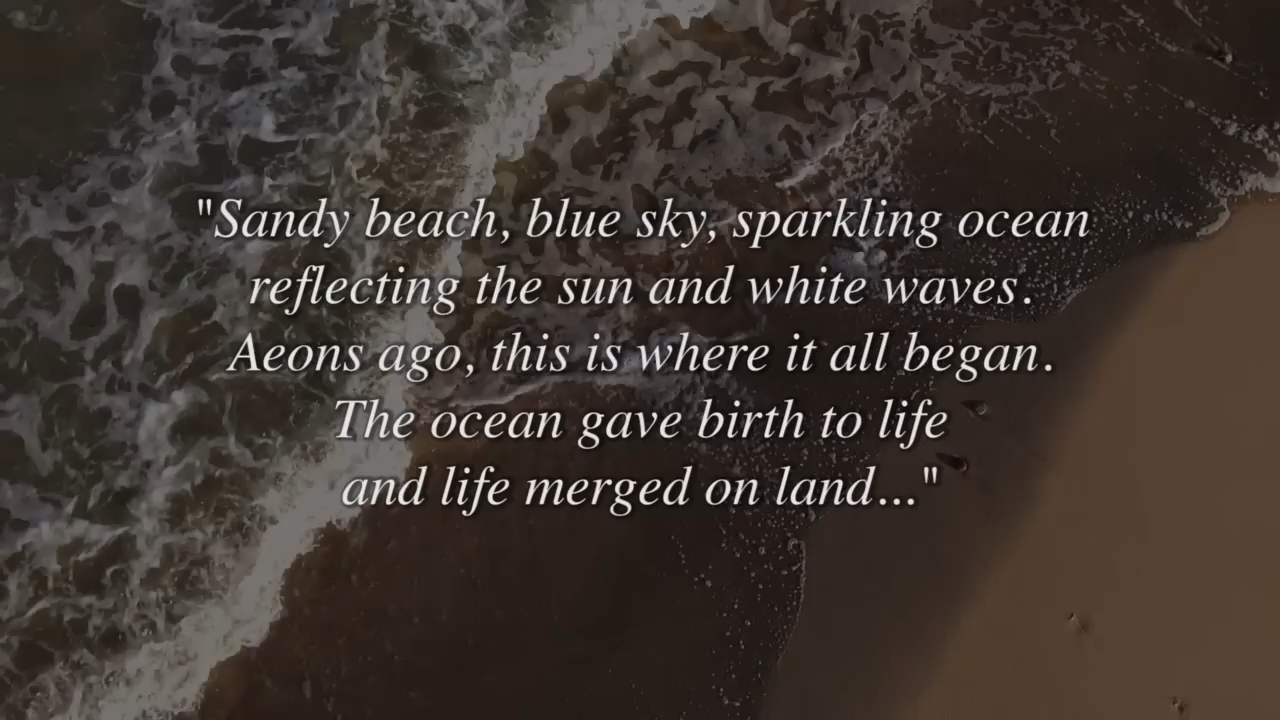 "Sandy beach, blue sky, sparkling ocean
reflecting the sun and white waves.
Aeons ago, this is where it all began.
The ocean gave birth to life
and life merged on land..."